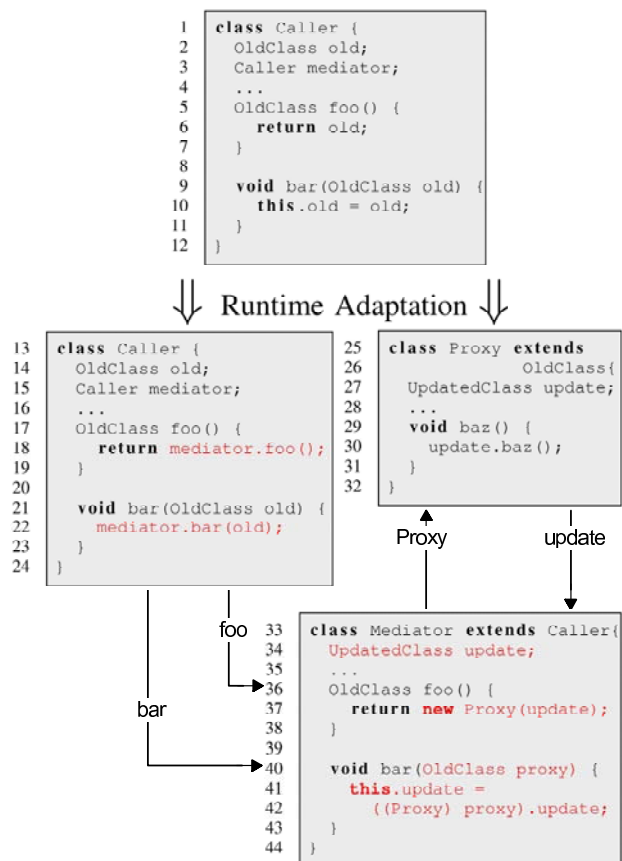 1 class Caller {
2 OldClass old;
3 Caller mediator;
4 ...
5 OldClass foo() {
6 return old;
7 }
8
9 void bar(OldClass old) {
10 this.old = old;
11 }
12 }
Runtime Adaptation
13 class Caller {
14 OldClass old;
15 Caller mediator;
16 ...
17 OldClass foo() {
18 return mediator.foo();
19 }
20
21 void bar(OldClass old) {
22 mediator.bar(old);
23 }
24 }
25 class Proxy extends
26 OldClass{
27 UpdatedClass update;
28 ...
29 void baz() {
30 update.baz();
31 }
32 }
Proxy
update
foo
bar
33 class Mediator extends Caller{
34 UpdatedClass update;
35 ...
36 OldClass foo() {
37 return new Proxy(update);
38 }
39
40 void bar(OldClass proxy) {
41 this.update =
42 ((Proxy) proxy).update;
43 }
44 }